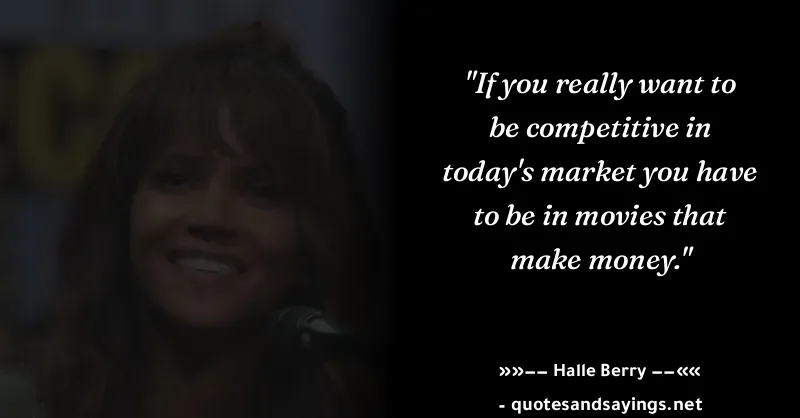 "If you really want to
be competitive in
today's market you have
to be in movies that
make money."
»»−− Halle Berry −−««
- quotesandsayings.net